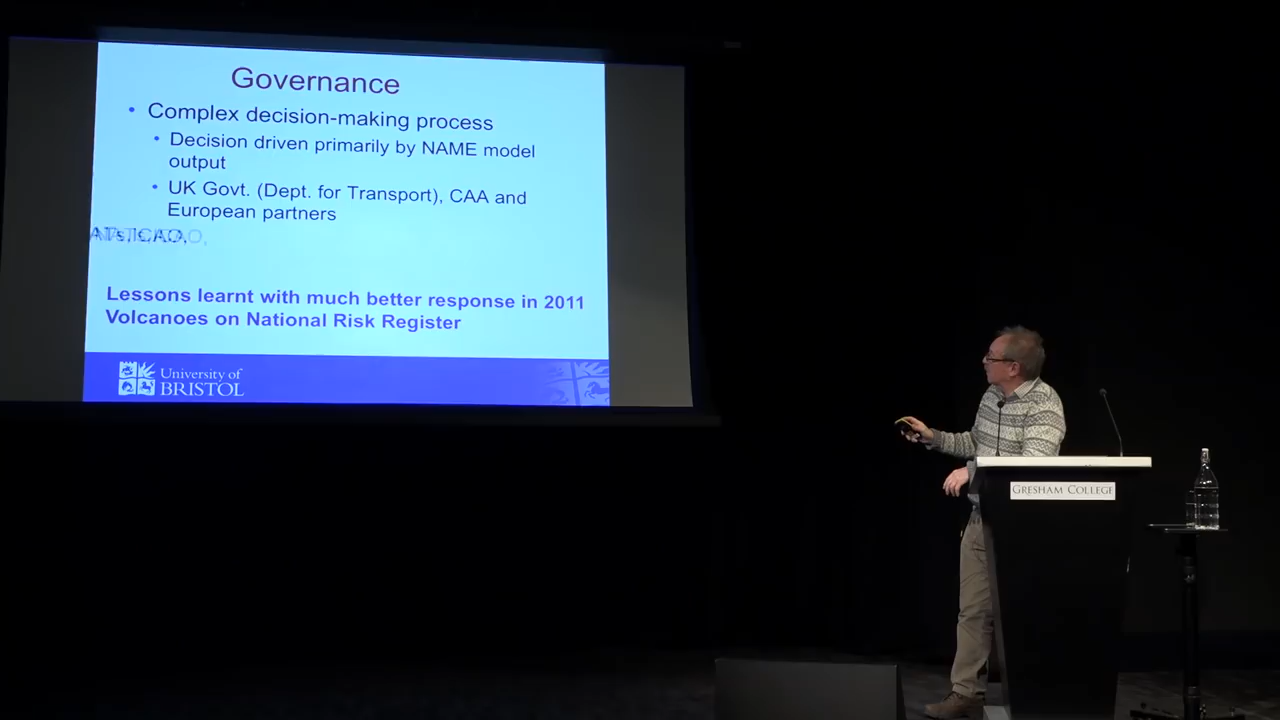 Governance
• Complex decision-making process
• Decision driven primarily by NAME model
output
• UK Govt. (Dept. for Transport), CAA and
European partners
Lessons learnt with much better response in 2011
Volcanoes on National Risk Register
University of
BRISTOL
GRESHAM COLLEGE